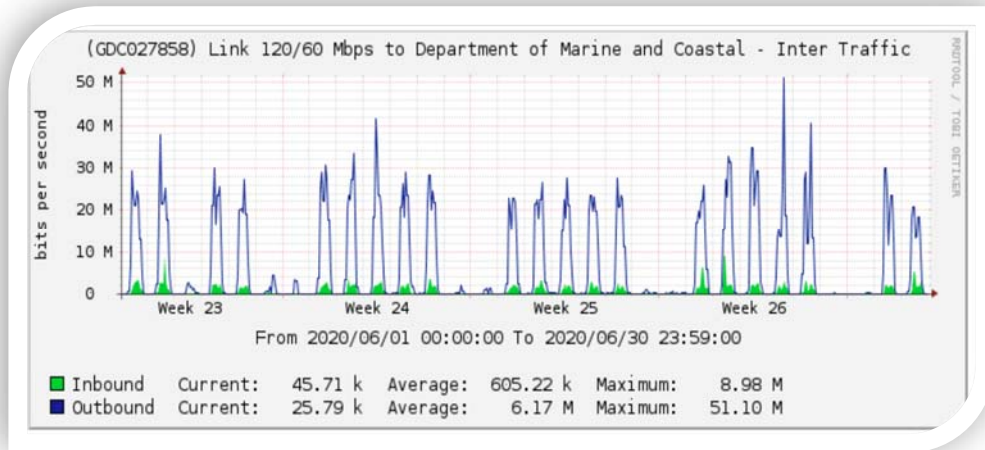 (GDC027858) Link 120/60 Mbps to Department of Marine and Coastal - Inter Traffic
RRDTOOL / TOBI OETIKER
bits per second
50 M
40 M
30 M
20 M
10 M
0
Week 23 Week 24 Week 25 Week 26
From 2020/06/01 00:00:00 To 2020/06/30 23:59:00
Inbound Current: 45.71 k Average: 605.22 k Maximum: 8.98 M
Outbound Current: 25.79 k Average: 6.17 M Maximum: 51.10 M